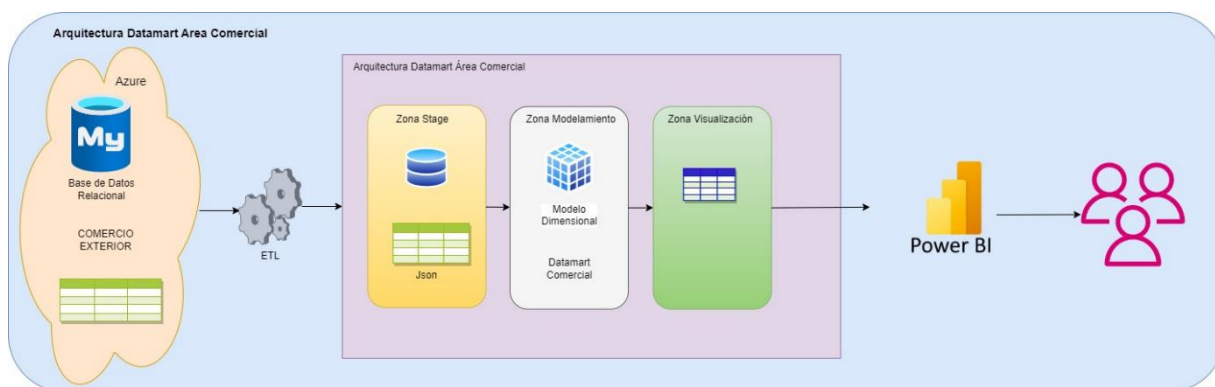 Arquitectura Datamart Area Comercial
Azure
My
Base de Datos
Relacional
COMERCIO
EXTERIOR
ETL
Arquitectura Datamart Área Comercial
Zona Stage
Json
Zona Modelamiento
Modelo
Dimensional
Datamart
Comercial
Zona Visualización
Power BI